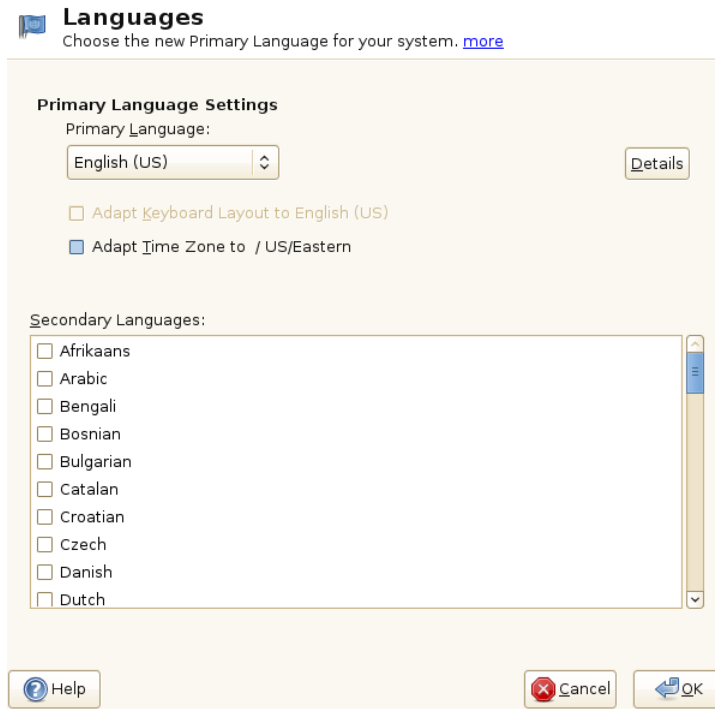 Languages
Choose the new Primary Language for your system. more
Primary Language Settings
Primary Language:
English (US)
Details
Adapt Keyboard Layout to English (US)
Adapt Time Zone to / US/Eastern
Secondary Languages:
Afrikaans
Arabic
Bengali
Bosnian
Bulgarian
Catalan
Croatian
Czech
Danish
Dutch
Help
Cancel
OK